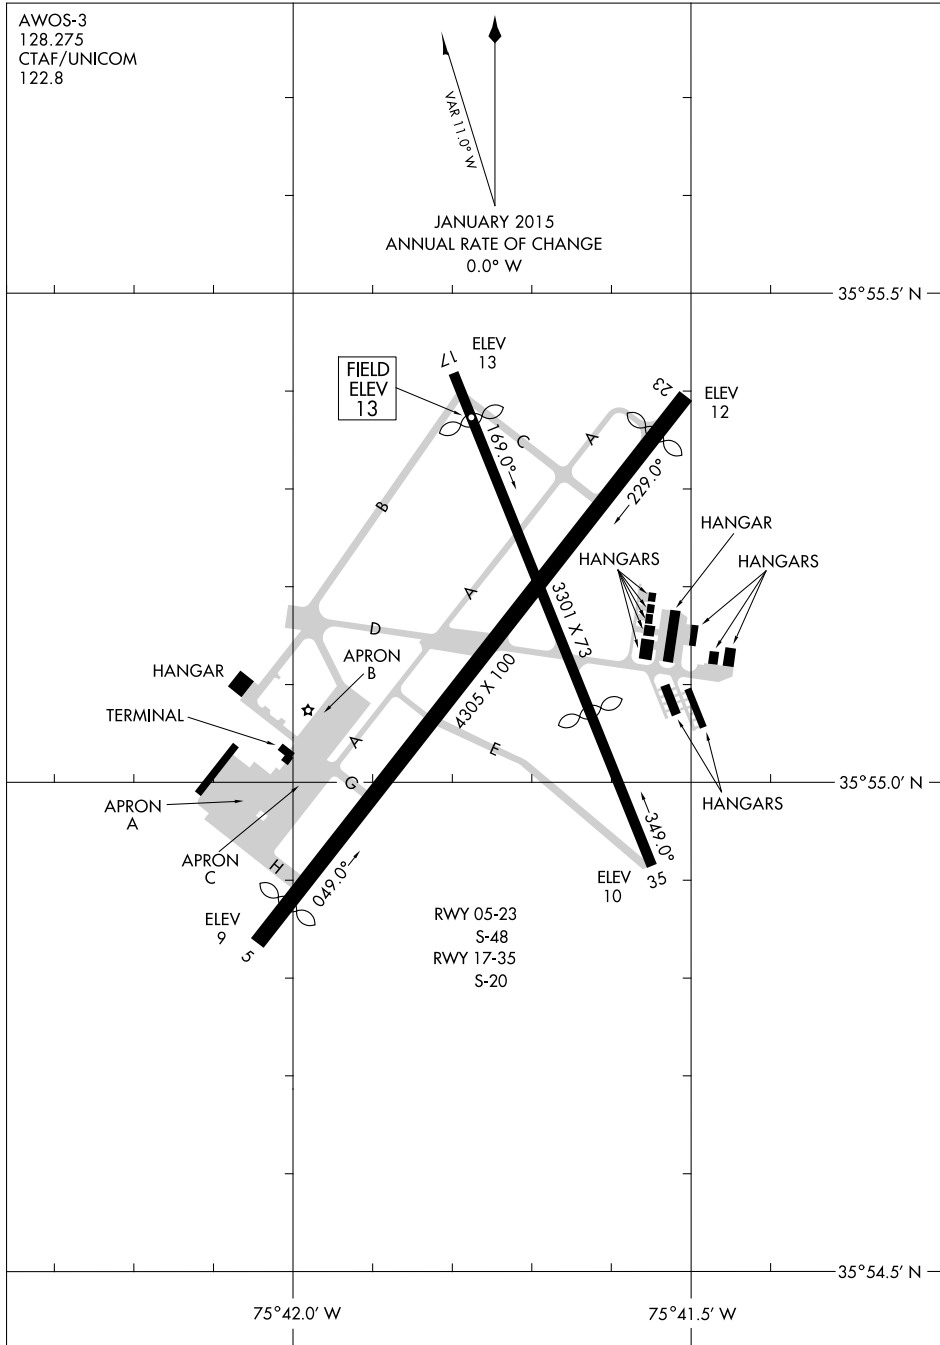 AWOS-3
128.275
CTAF/UNICOM
122.8
VAR 11.0° W
JANUARY 2015
ANNUAL RATE OF CHANGE
0.0° W
35°55.5' N
FIELD
ELEV
13
17
ELEV
13
23
ELEV
12
169.0°
C
A
229.0°
B
HANGAR
HANGARS
HANGARS
A
3301 X 73
D
APRON
B
HANGAR
4305 X 100
TERMINAL
A
E
G
35°55.0' N
APRON
A
HANGARS
APRON
C
H
049.0°
349.0°
ELEV
10
35
ELEV
9
5
RWY 05-23
S-48
RWY 17-35
S-20
35°54.5' N
75°42.0' W
75°41.5' W